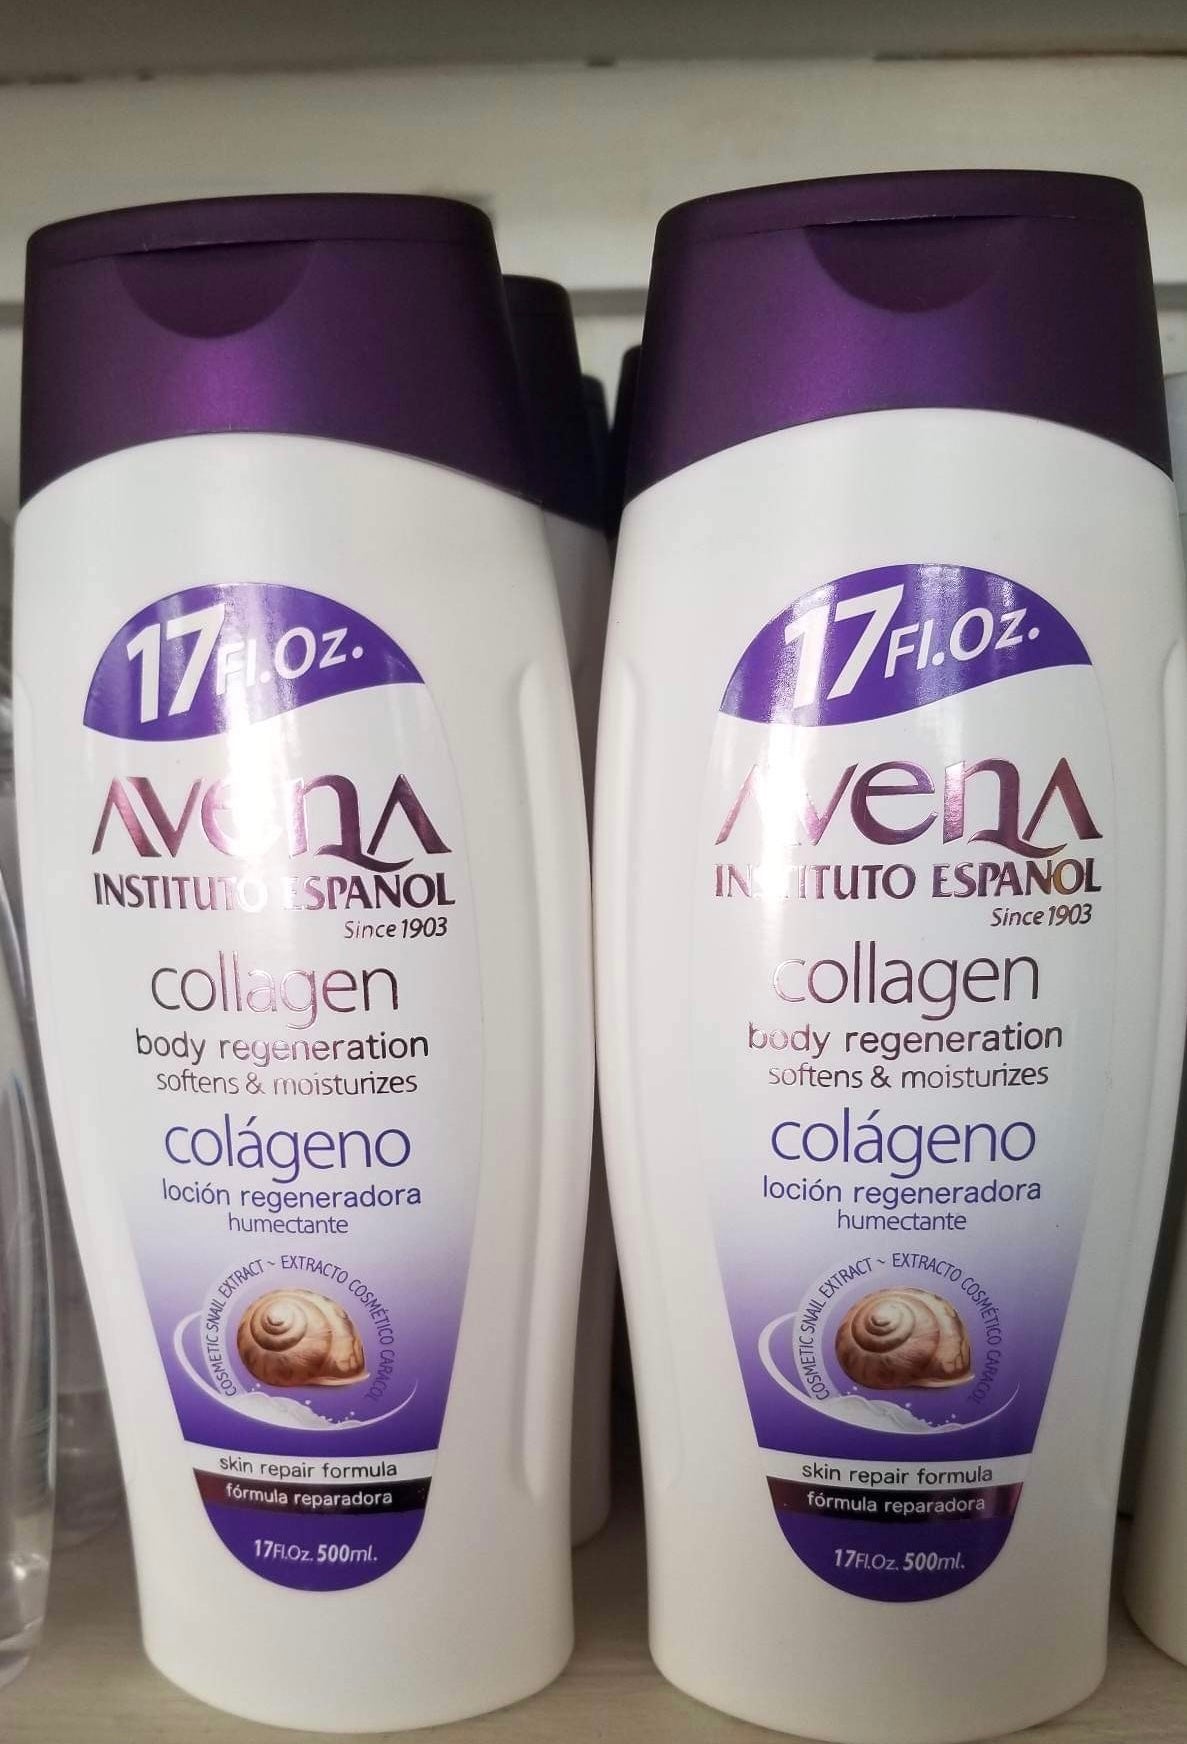 17Fl.Oz.
Avena
INSTITUTO ESPAÑOL
Since 1903
collagen
body regeneration
softens & moisturizes
colágeno
loción regeneradora
humectante
COSMETIC SNAIL EXTRACT ~ EXTRACTO COSMÉTICO CARACOL
skin repair formula
fórmula reparadora
17Fl.Oz. 500ml.
17Fl.Oz.
Avena
INSTITUTO ESPAÑOL
Since 1903
collagen
body regeneration
softens & moisturizes
colágeno
loción regeneradora
humectante
COSMETIC SNAIL EXTRACT ~ EXTRACTO COSMÉTICO CARACOL
skin repair formula
fórmula reparadora
17Fl.Oz. 500ml.